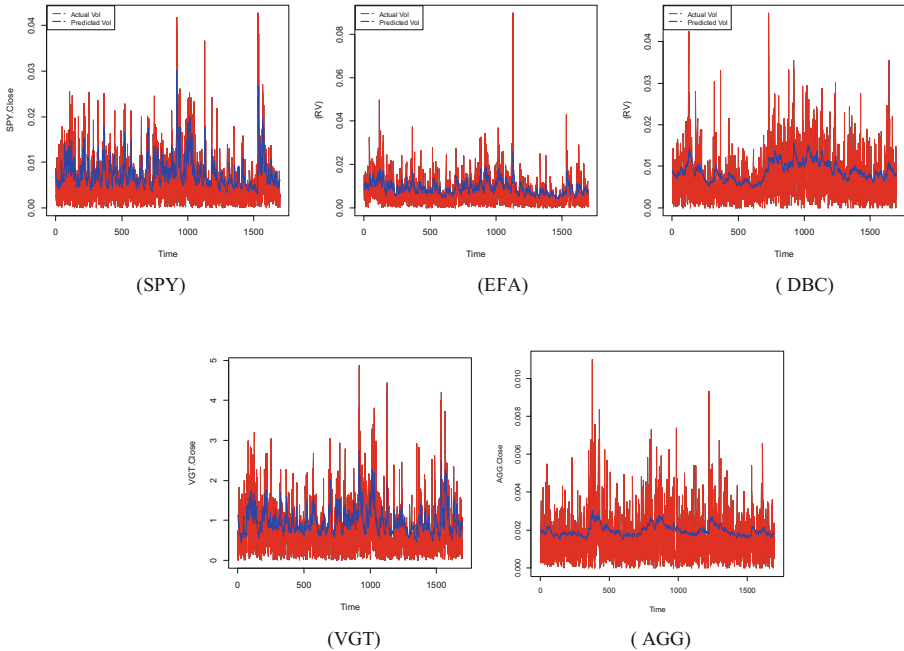 Actual Vol
Predicted Vol
SPY.Close
0.00 0.01 0.02 0.03 0.04
0 500 1000 1500
Time
(SPY)
Actual Vol
Predicted Vol
(RV)
0.00 0.02 0.04 0.06 0.08
0 500 1000 1500
Time
(EFA)
Actual Vol
Predicted Vol
(RV)
0.00 0.01 0.02 0.03 0.04
0 500 1000 1500
Time
( DBC)
VGT.Close
0 1 2 3 4 5
0 500 1000 1500
Time
(VGT)
AGG.Close
0.000 0.002 0.004 0.006 0.008 0.010
0 500 1000 1500
Time
( AGG)